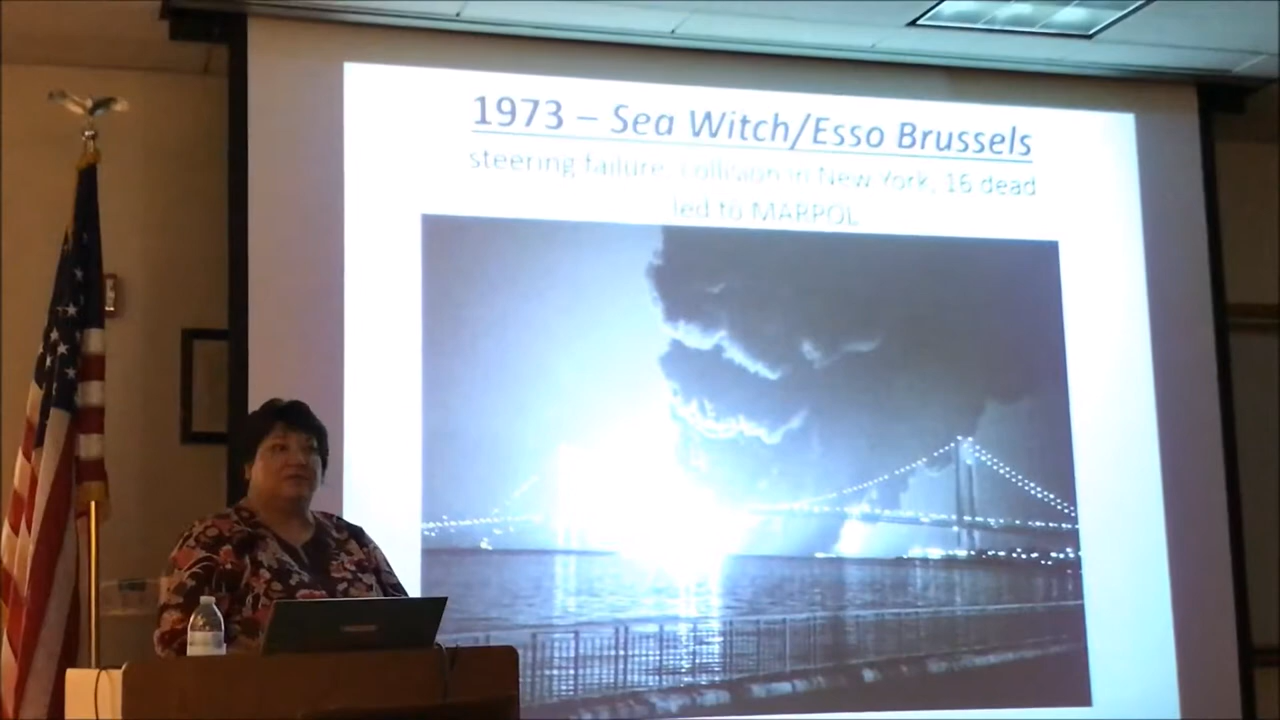 1973 – Sea Witch/Esso Brussels
steering failure, collision in New York, 16 dead
led to MARPOL